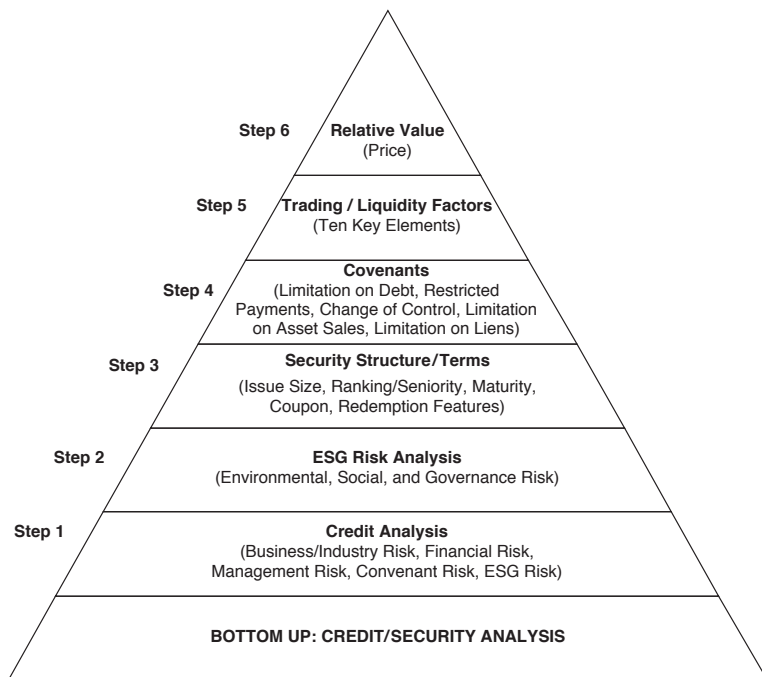 Step 6
Relative Value
(Price)
Step 5
Trading / Liquidity Factors
(Ten Key Elements)
Step 4
Covenants
(Limitation on Debt, Restricted
Payments, Change of Control, Limitation
on Asset Sales, Limitation on Liens)
Step 3
Security Structure/Terms
(Issue Size, Ranking/Seniority, Maturity,
Coupon, Redemption Features)
Step 2
ESG Risk Analysis
(Environmental, Social, and Governance Risk)
Step 1
Credit Analysis
(Business/Industry Risk, Financial Risk,
Management Risk, Convenant Risk, ESG Risk)
BOTTOM UP: CREDIT/SECURITY ANALYSIS